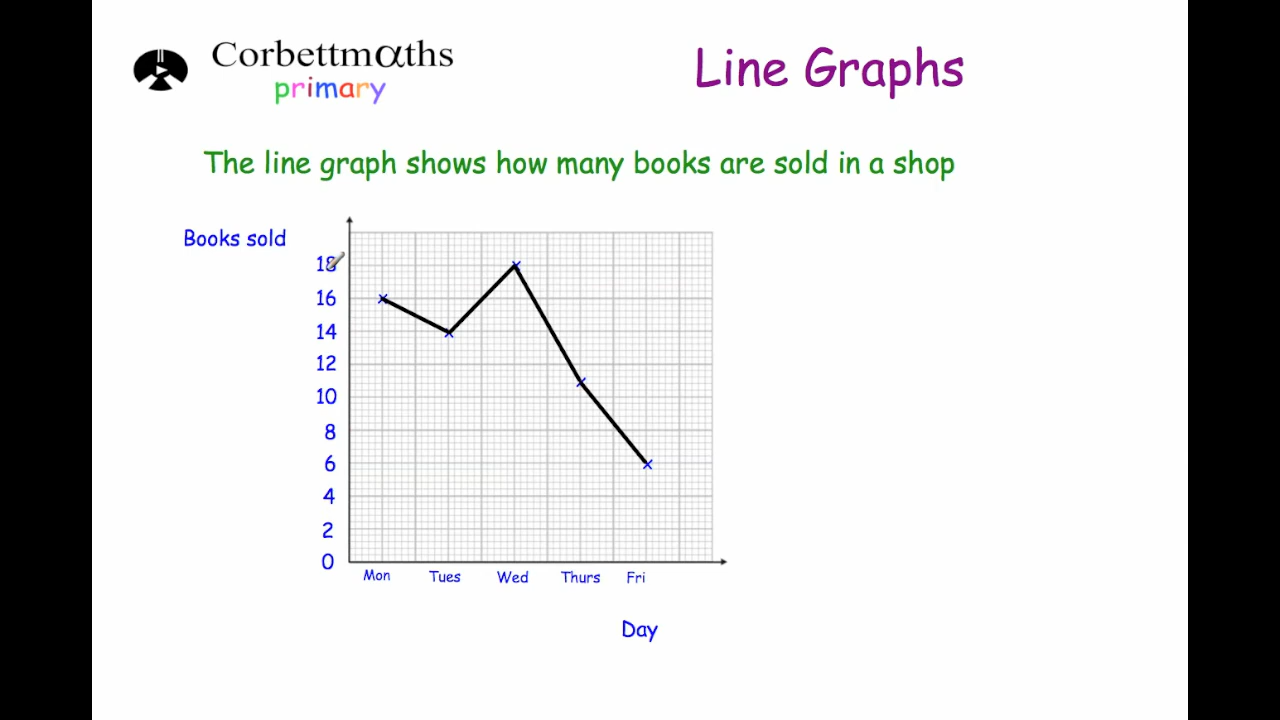 Corbettmαths
primary
Line Graphs
The line graph shows how many books are sold in a shop
Books sold
18
16
14
12
10
8
6
4
2
0
Mon Tues Wed Thurs Fri
Day